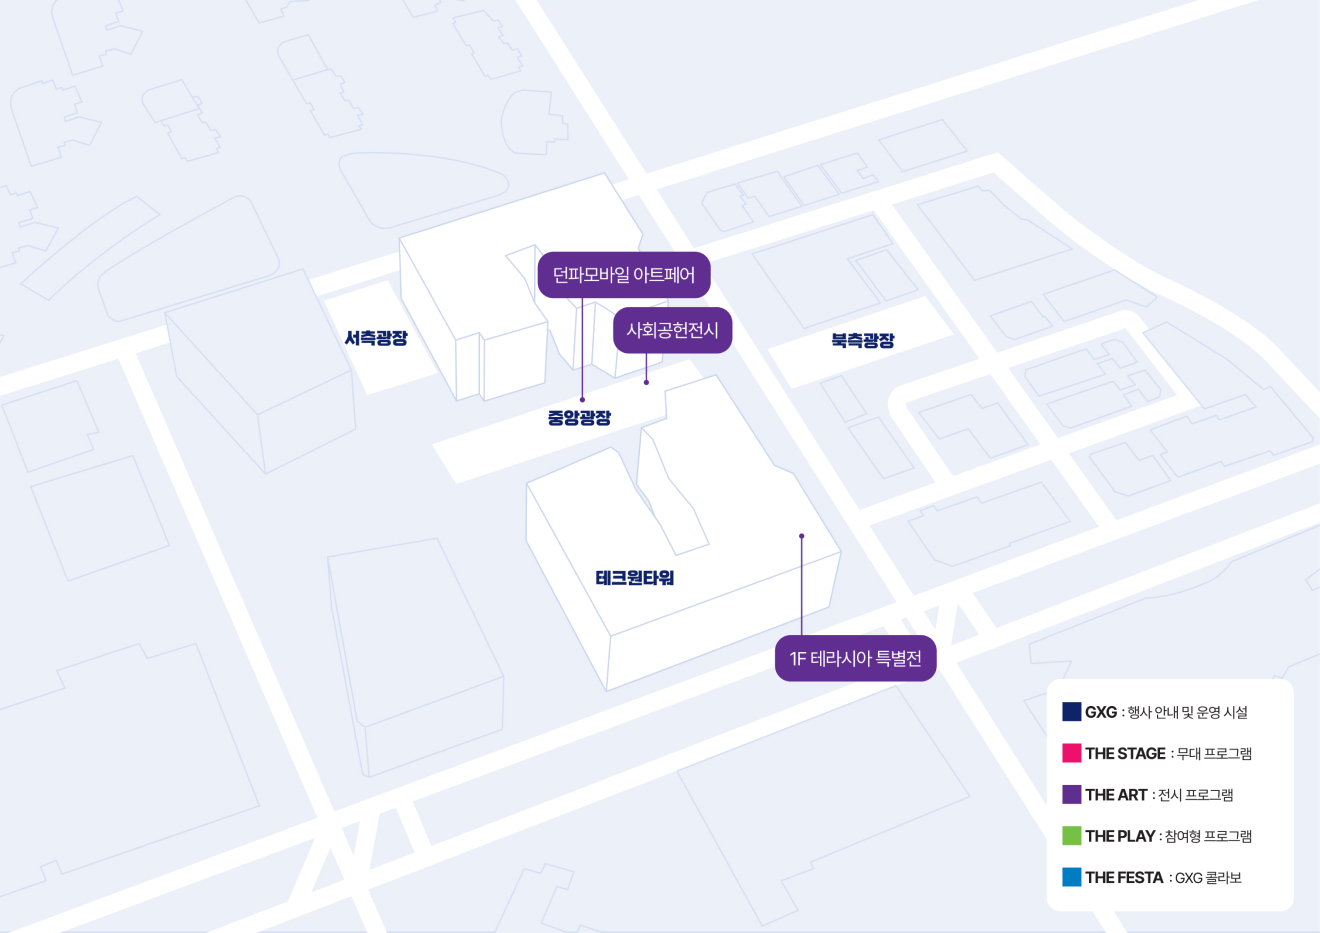 던파모바일 아트페어
사회공헌전시
서측광장
북측광장
중앙광장
테크원타워
1F 테라시아 특별전
GXG : 행사 안내 및 운영 시설
THE STAGE : 무대 프로그램
THE ART : 전시 프로그램
THE PLAY : 참여형 프로그램
THE FESTA : GXG 콜라보